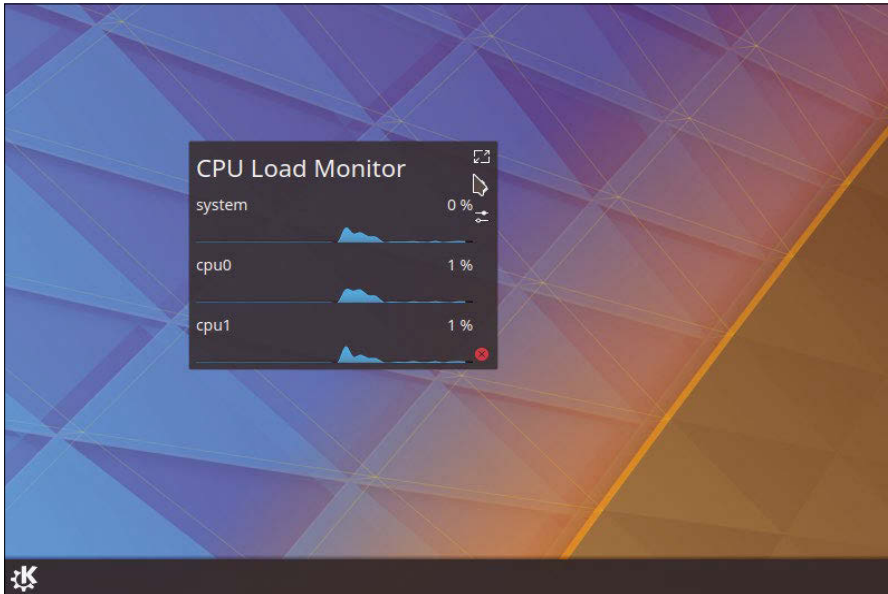 CPU Load Monitor
system 0 %
cpu0 1 %
cpu1 1 %
K